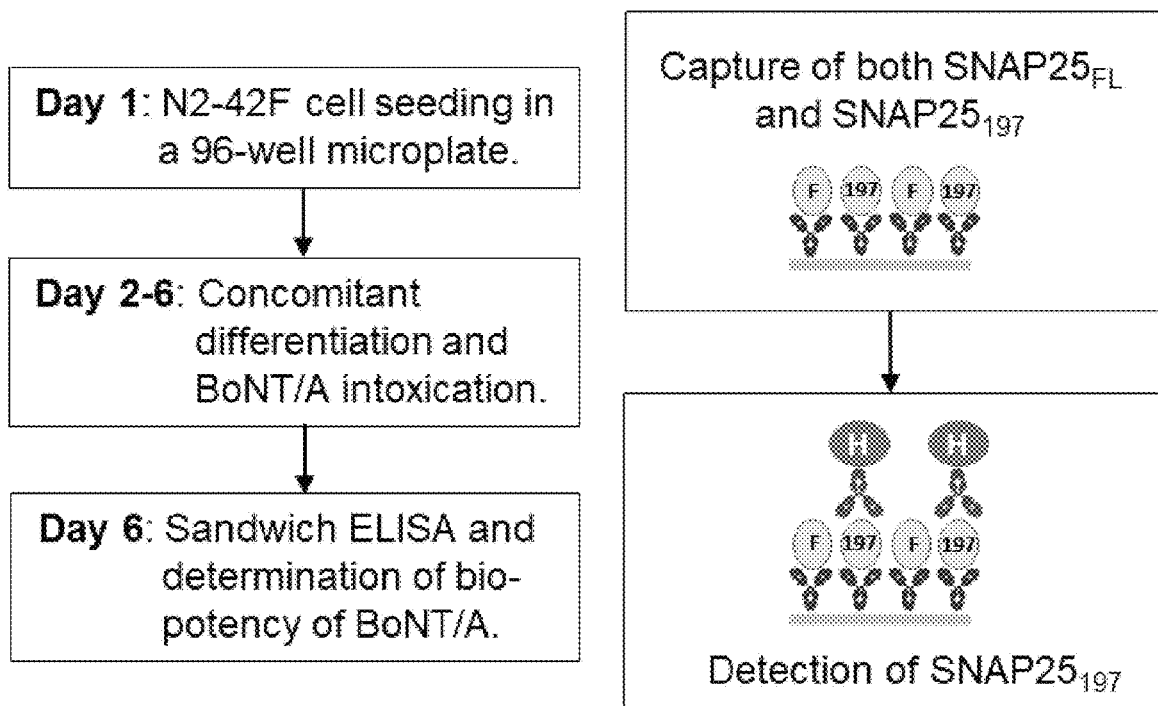 Day 1: N2-42F cell seeding in
a 96-well microplate.
Day 2-6: Concomitant
differentiation and
BoNT/A intoxication.
Day 6: Sandwich ELISA and
determination of bio-
potency of BoNT/A.
Capture of both SNAP25FL
and SNAP25197
F 197 F 197
H H
F 197 F 197
Detection of SNAP25197